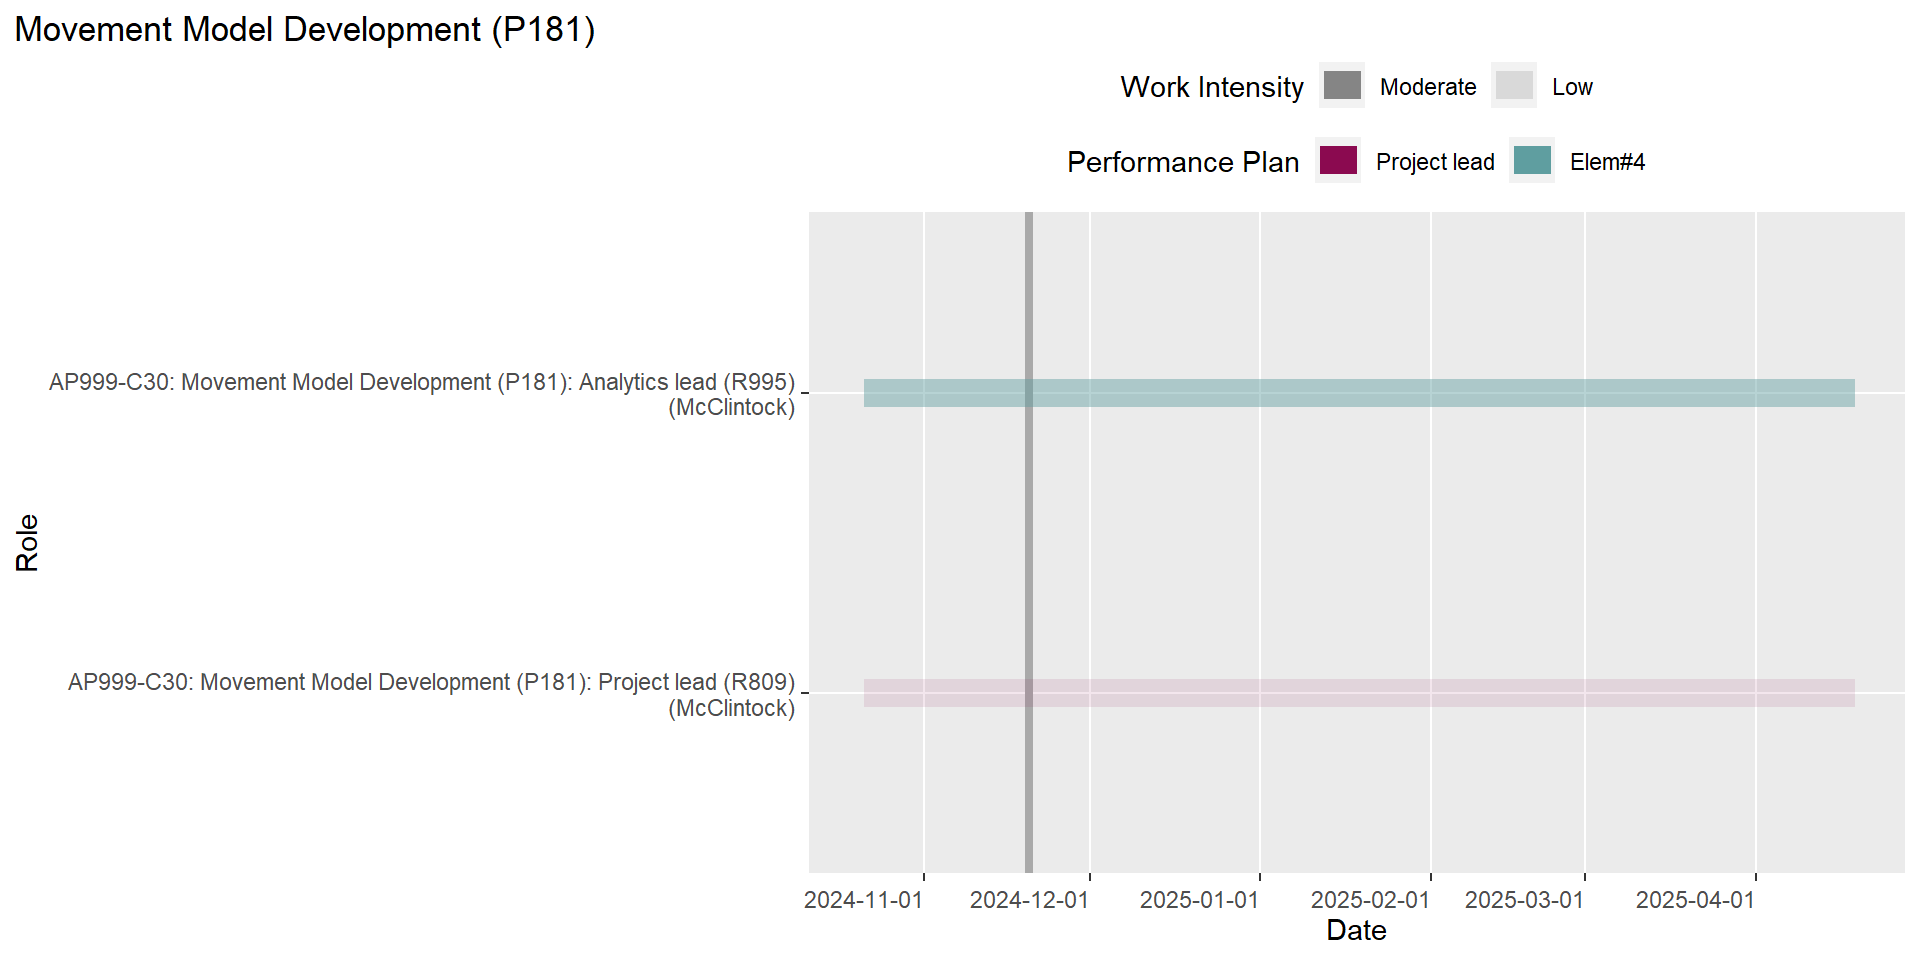 Movement Model Development (P181)
Work Intensity Moderate Low
Performance Plan Project lead Elem#4
AP999-C30: Movement Model Development (P181): Analytics lead (R995)
(McClintock)
Role
AP999-C30: Movement Model Development (P181): Project lead (R809)
(McClintock)
2024-11-01 2024-12-01 2025-01-01 2025-02-01 2025-03-01 2025-04-01
Date